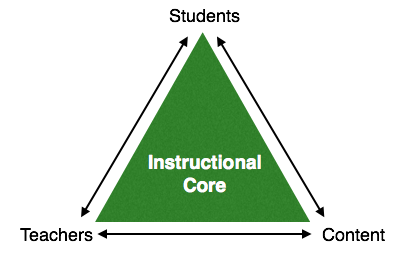 Students
Instructional
Core
Teachers
Content